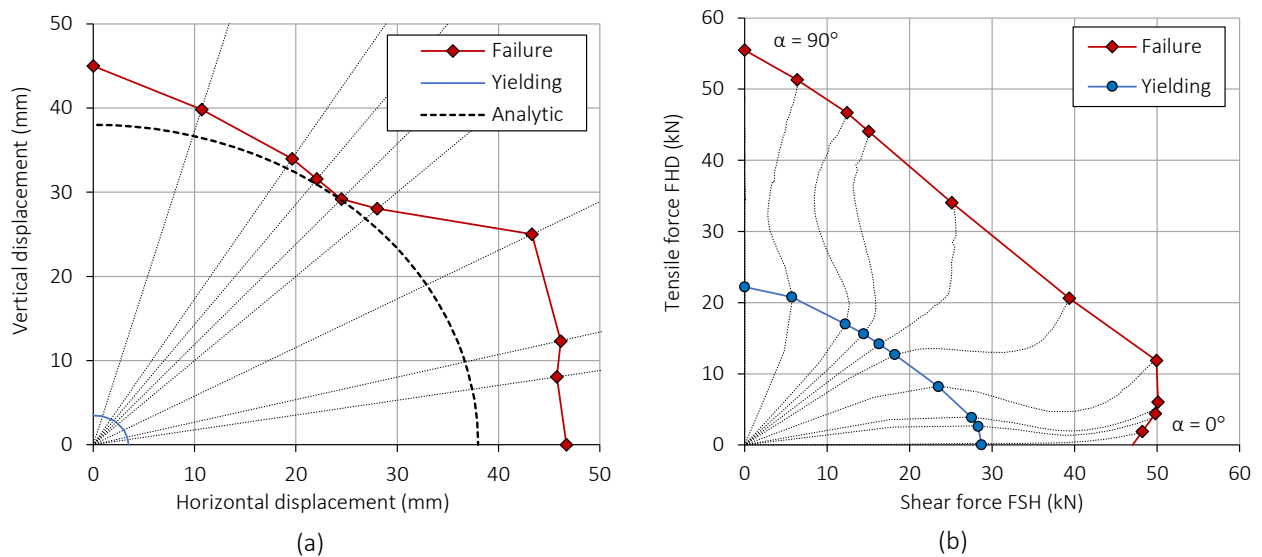 50
40
30
20
10
0
Vertical displacement (mm)
Failure
Yielding
Analytic
0 10 20 30 40 50
Horizontal displacement (mm)
(a)
60
50
40
30
20
10
0
Tensile force FHD (kN)
α = 90°
Failure
Yielding
α = 0°
0 10 20 30 40 50 60
Shear force FSH (kN)
(b)